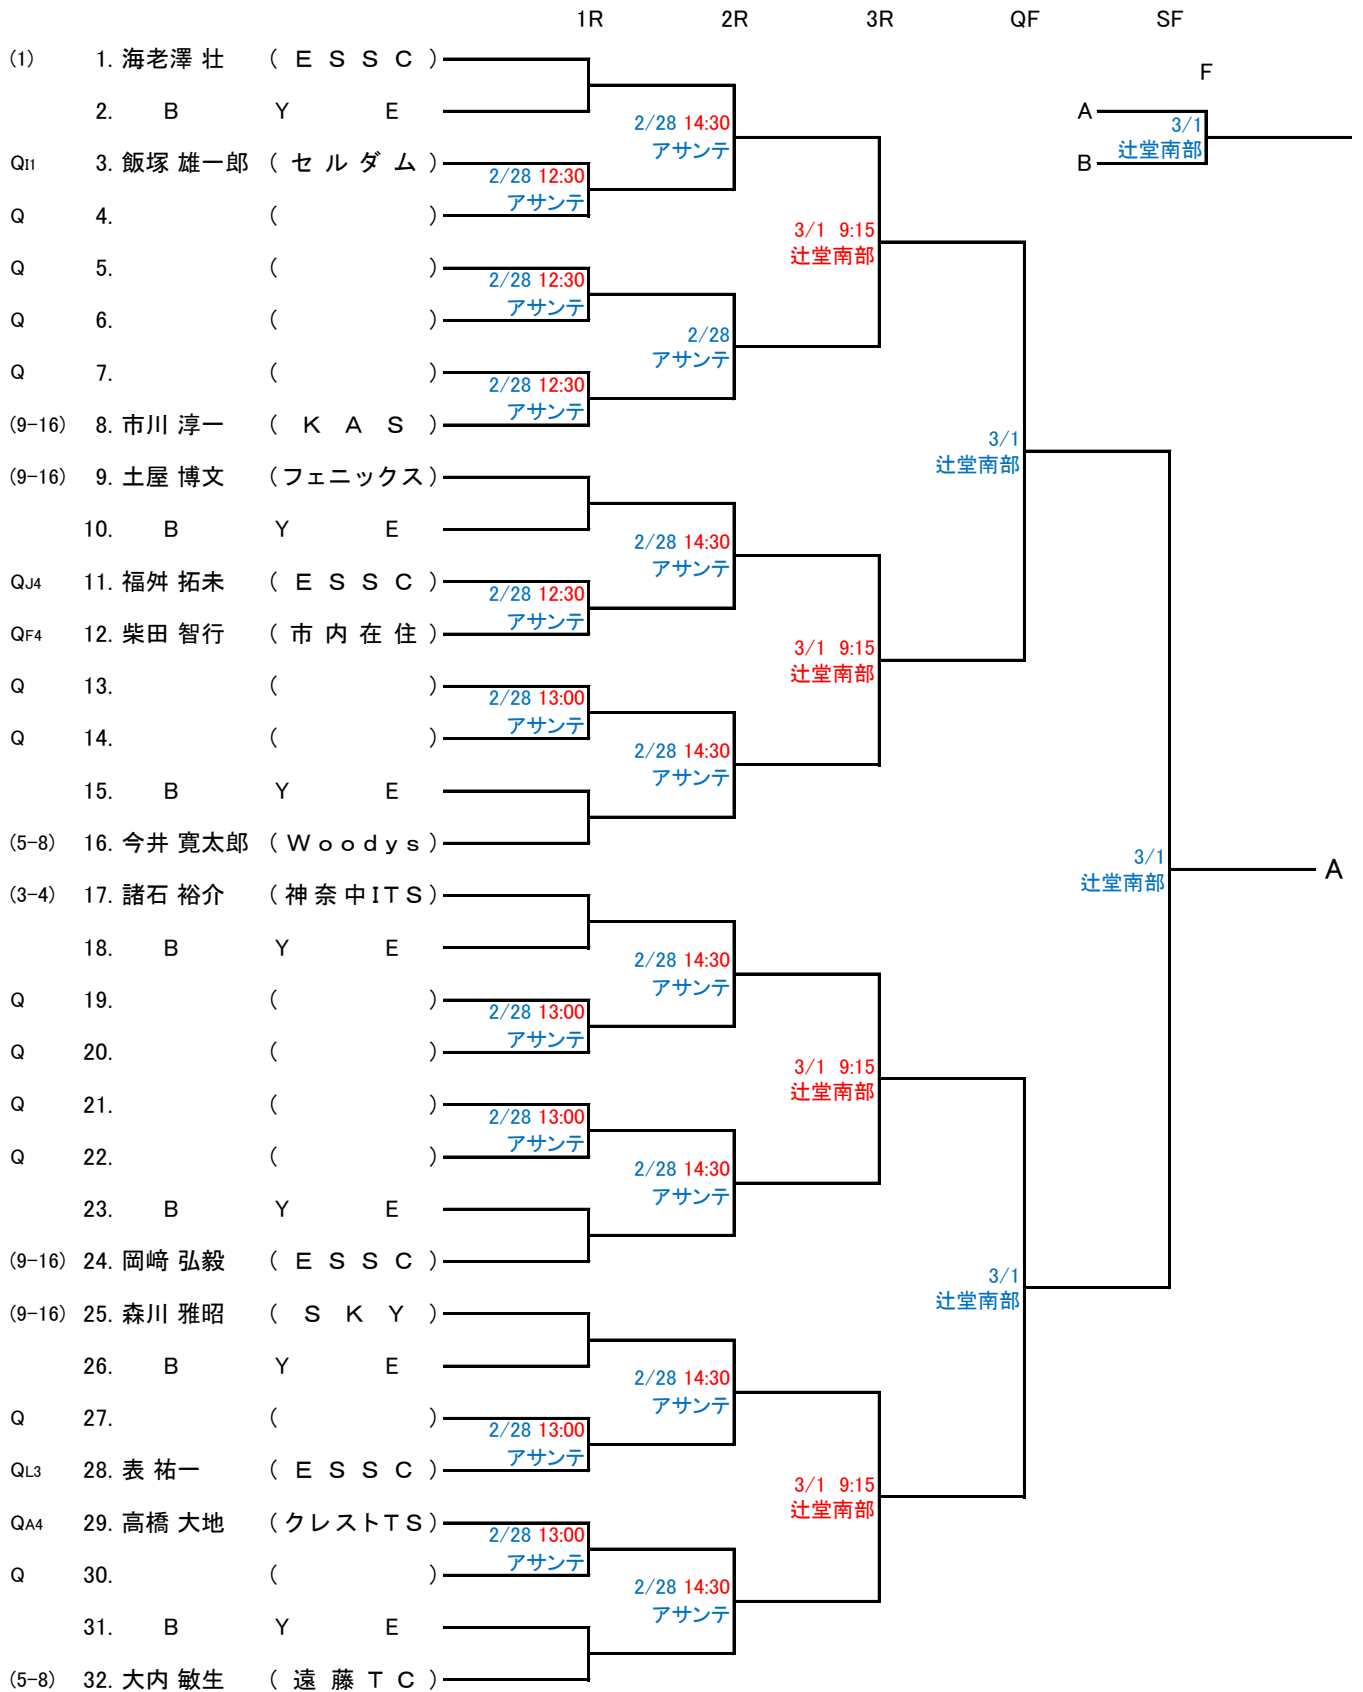 1R 2R 3R QF SF
(1) 1. 海老澤 壮 ( E S S C )
F
2. B Y E
A
2/28 14:30
アサンテ
3/1
辻堂南部
QI1 3. 飯塚 雄一郎 ( セ ル ダ ム )
B
2/28 12:30
アサンテ
Q 4. ( )
3/1 9:15
辻堂南部
Q 5. ( )
2/28 12:30
アサンテ
Q 6. ( )
2/28
アサンテ
Q 7. ( )
2/28 12:30
アサンテ
(9-16) 8. 市川 淳一 ( K A S )
3/1
辻堂南部
(9-16) 9. 土屋 博文 (フェニックス)
10. B Y E
2/28 14:30
アサンテ
QJ4 11. 福舛 拓未 ( E S S C )
2/28 12:30
アサンテ
QF4 12. 柴田 智行 ( 市 内 在 住 )
3/1 9:15
辻堂南部
Q 13. ( )
2/28 13:00
アサンテ
Q 14. ( )
2/28 14:30
アサンテ
15. B Y E
(5-8) 16. 今井 寛太郎 ( W o o d y s )
3/1
辻堂南部
A
(3-4) 17. 諸石 裕介 ( 神 奈 中 I T S )
18. B Y E
2/28 14:30
アサンテ
Q 19. ( )
2/28 13:00
アサンテ
Q 20. ( )
3/1 9:15
辻堂南部
Q 21. ( )
2/28 13:00
アサンテ
Q 22. ( )
2/28 14:30
アサンテ
23. B Y E
(9-16) 24. 岡﨑 弘毅 ( E S S C )
3/1
辻堂南部
(9-16) 25. 森川 雅昭 ( S K Y )
26. B Y E
2/28 14:30
アサンテ
Q 27. ( )
2/28 13:00
アサンテ
QL3 28. 表 祐一 ( E S S C )
3/1 9:15
辻堂南部
QA4 29. 高橋 大地 ( クレストT S )
2/28 13:00
アサンテ
Q 30. ( )
2/28 14:30
アサンテ
31. B Y E
(5-8) 32. 大内 敏生 ( 遠 藤 T C )